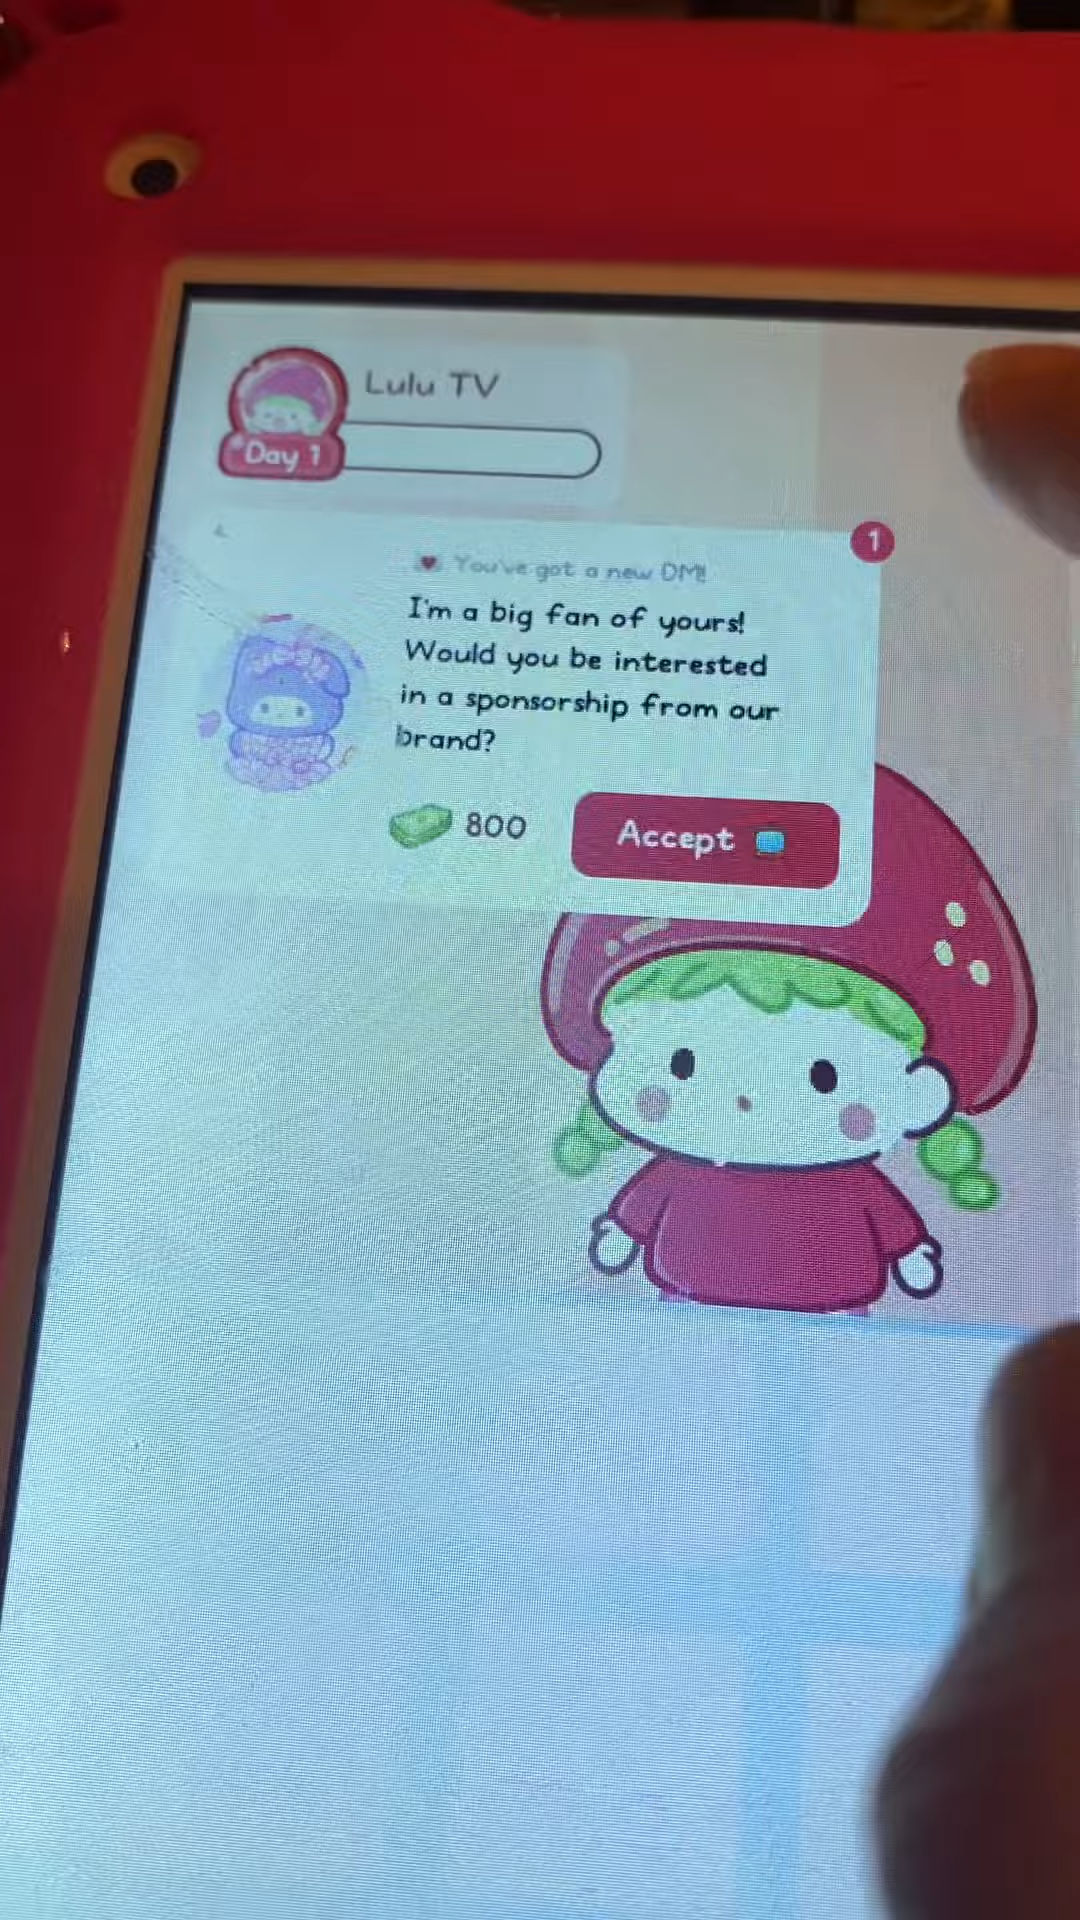 Lulu TV
Day 1
1
You've got a new DM!
I'm a big fan of yours!
Would you be interested
in a sponsorship from our
brand?
800
Accept